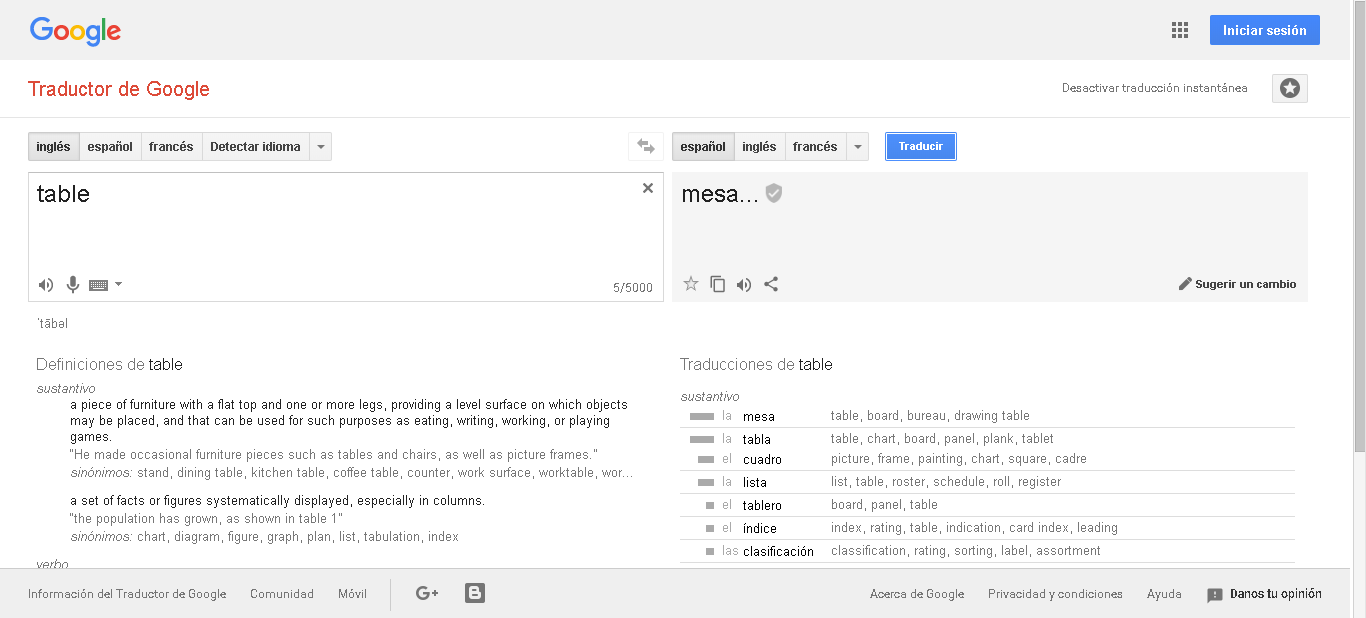 Google
Iniciar sesión
Traductor de Google
Desactivar traducción instantánea
inglés español francés Detectar idioma
español inglés francés Traducir
table
5/5000
mesa...
Sugerir un cambio
ˈtābəl
Definiciones de table
sustantivo
a piece of furniture with a flat top and one or more legs, providing a level surface on which objects
may be placed, and that can be used for such purposes as eating, writing, working, or playing
games.
"He made occasional furniture pieces such as tables and chairs, as well as picture frames."
sinónimos: stand, dining table, kitchen table, coffee table, counter, work surface, worktable, wor...
a set of facts or figures systematically displayed, especially in columns.
"the population has grown, as shown in table 1"
sinónimos: chart, diagram, figure, graph, plan, list, tabulation, index
verbo
Traducciones de table
sustantivo
la mesa table, board, bureau, drawing table
la tabla table, chart, board, panel, plank, tablet
el cuadro picture, frame, painting, chart, square, cadre
la lista list, table, roster, schedule, roll, register
el tablero board, panel, table
el índice index, rating, table, indication, card index, leading
las clasificación classification, rating, sorting, label, assortment
Información del Traductor de Google Comunidad Móvil G+ B Acerca de Google Privacidad y condiciones Ayuda Danos tu opinión